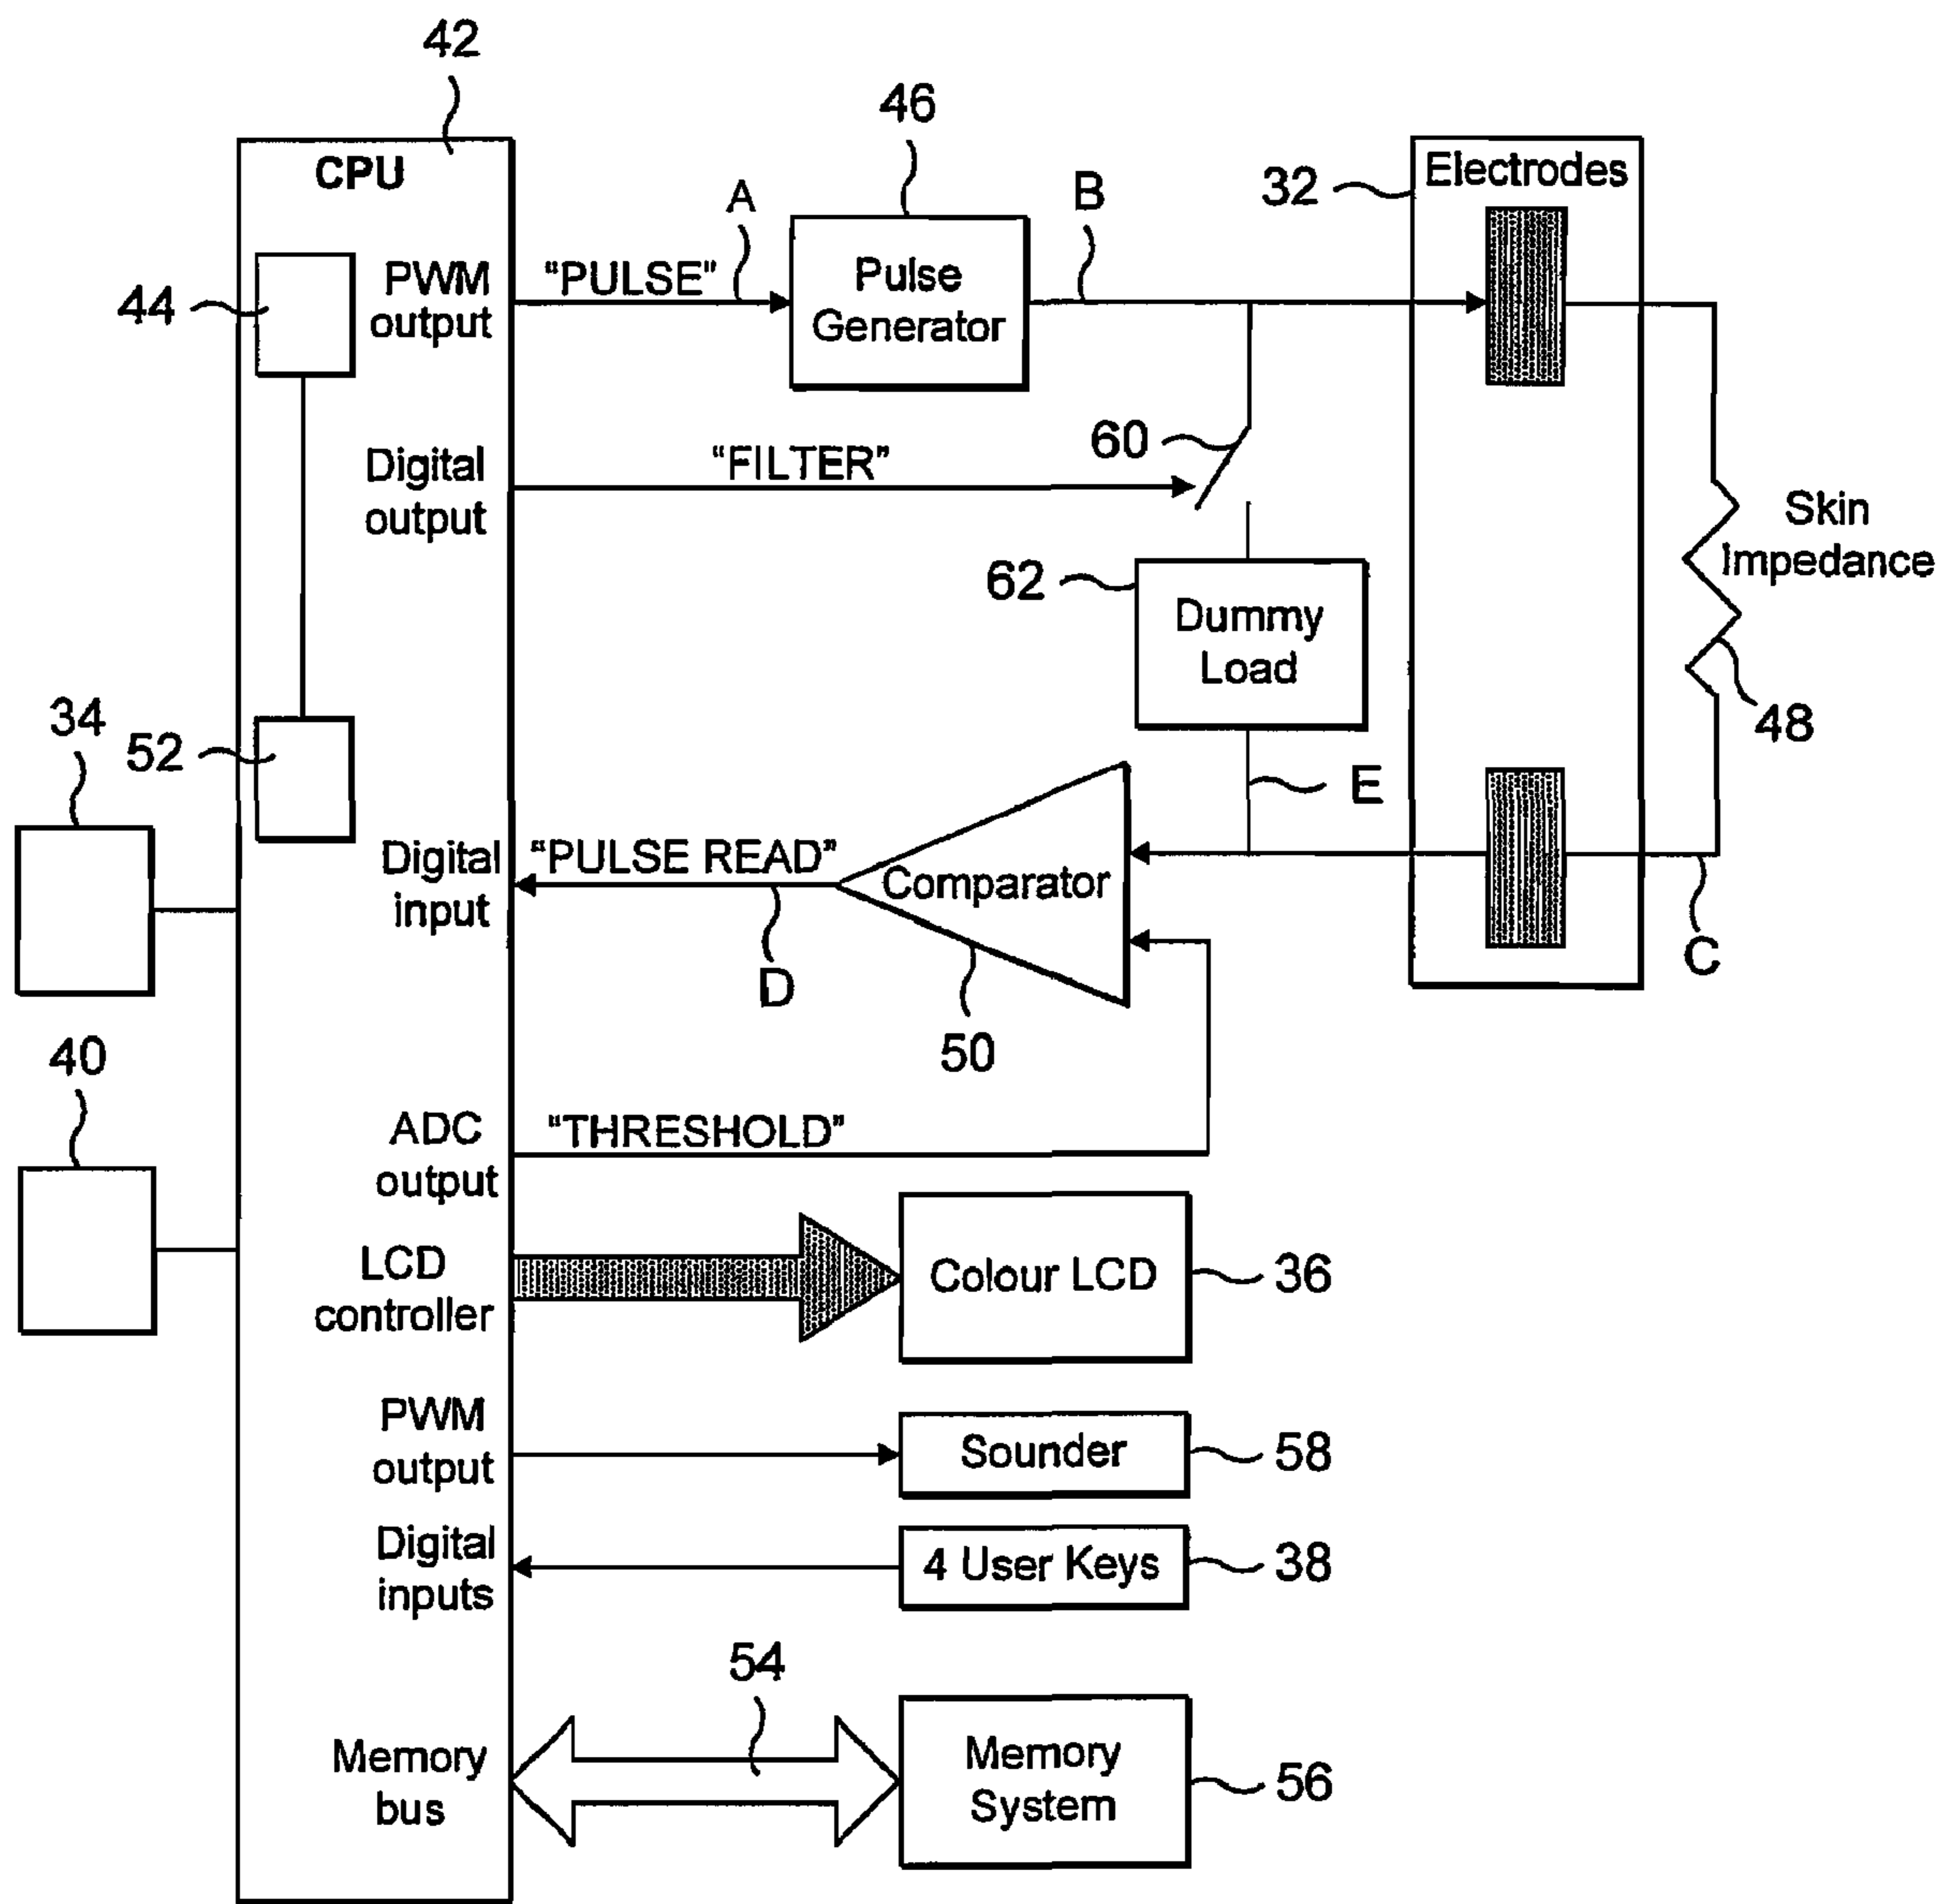 42
46
CPU
32
Electrodes
A
B
44
PWM
output
“PULSE”
Pulse
Generator
60
Digital
output
“FILTER”
Skin
Impedance
62
Dummy
Load
48
34
52
E
Digital
input
“PULSE READ”
Comparator
D
C
50
40
ADC
output
“THRESHOLD”
LCD
controller
Colour LCD
36
PWM
output
Sounder
58
Digital
inputs
4 User Keys
38
54
Memory
bus
Memory
System
56